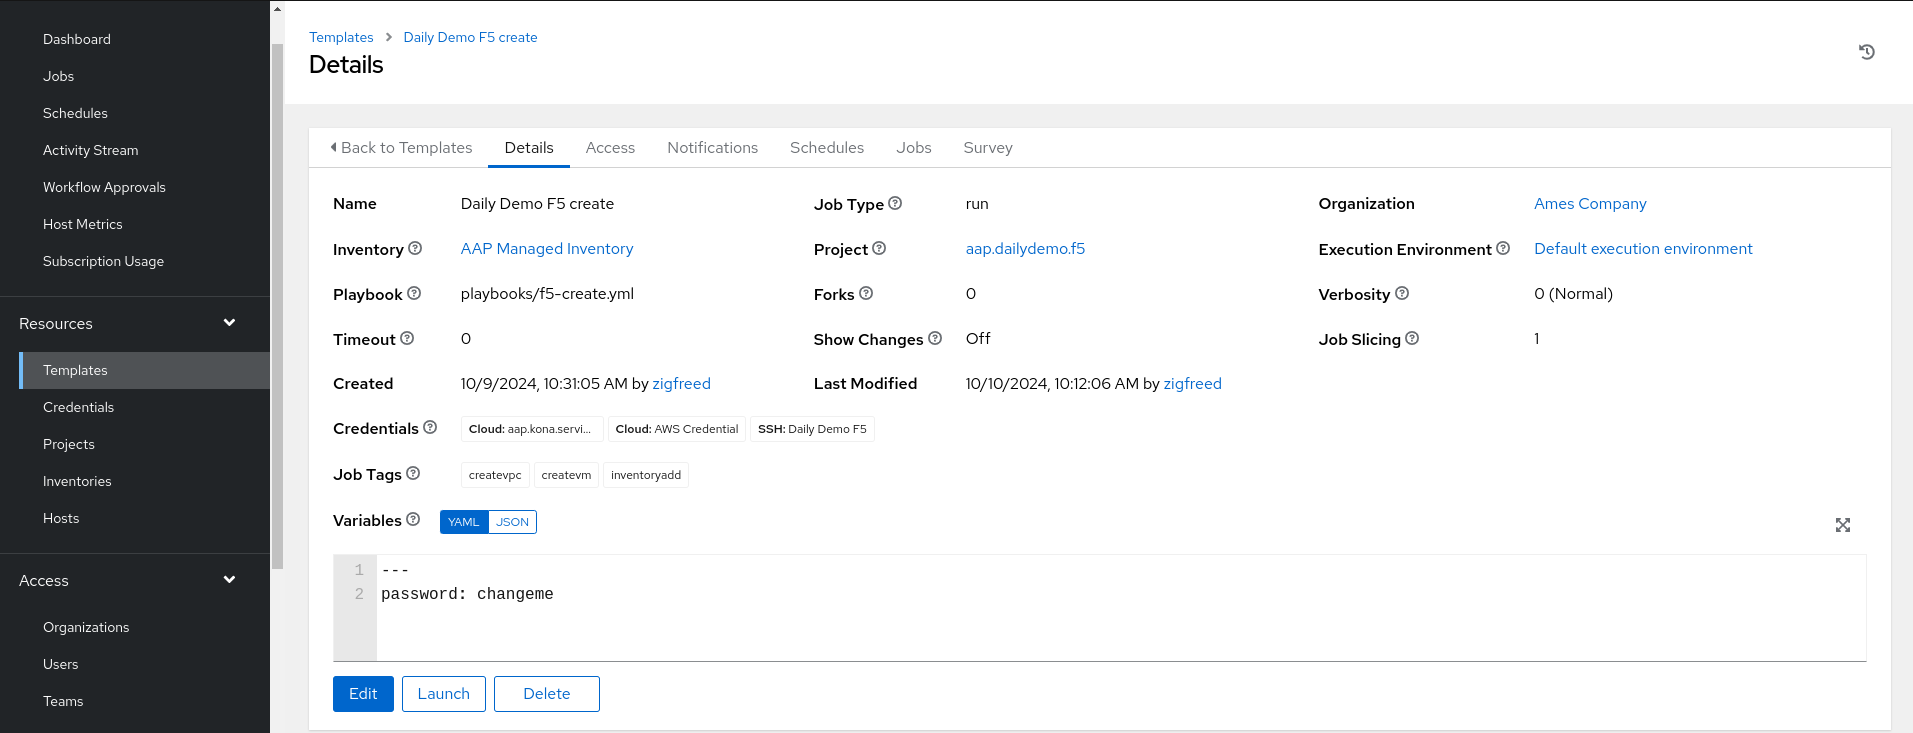 Dashboard
Jobs
Schedules
Activity Stream
Workflow Approvals
Host Metrics
Subscription Usage
Resources
Templates
Credentials
Projects
Inventories
Hosts
Access
Organizations
Users
Teams
Templates > Daily Demo F5 create
Details
Back to Templates Details Access Notifications Schedules Jobs Survey
Name Daily Demo F5 create Job Type run Organization Ames Company
Inventory AAP Managed Inventory Project aap.dailydemo.f5 Execution Environment Default execution environment
Playbook playbooks/f5-create.yml Forks 0 Verbosity 0 (Normal)
Timeout 0 Show Changes Off Job Slicing 1
Created 10/9/2024, 10:31:05 AM by zigfreed Last Modified 10/10/2024, 10:12:06 AM by zigfreed
Credentials Cloud: aap.kona.servi... Cloud: AWS Credential SSH: Daily Demo F5
Job Tags createvpc createvm inventoryadd
Variables YAML JSON
1 ---
2 password: changeme
Edit Launch Delete